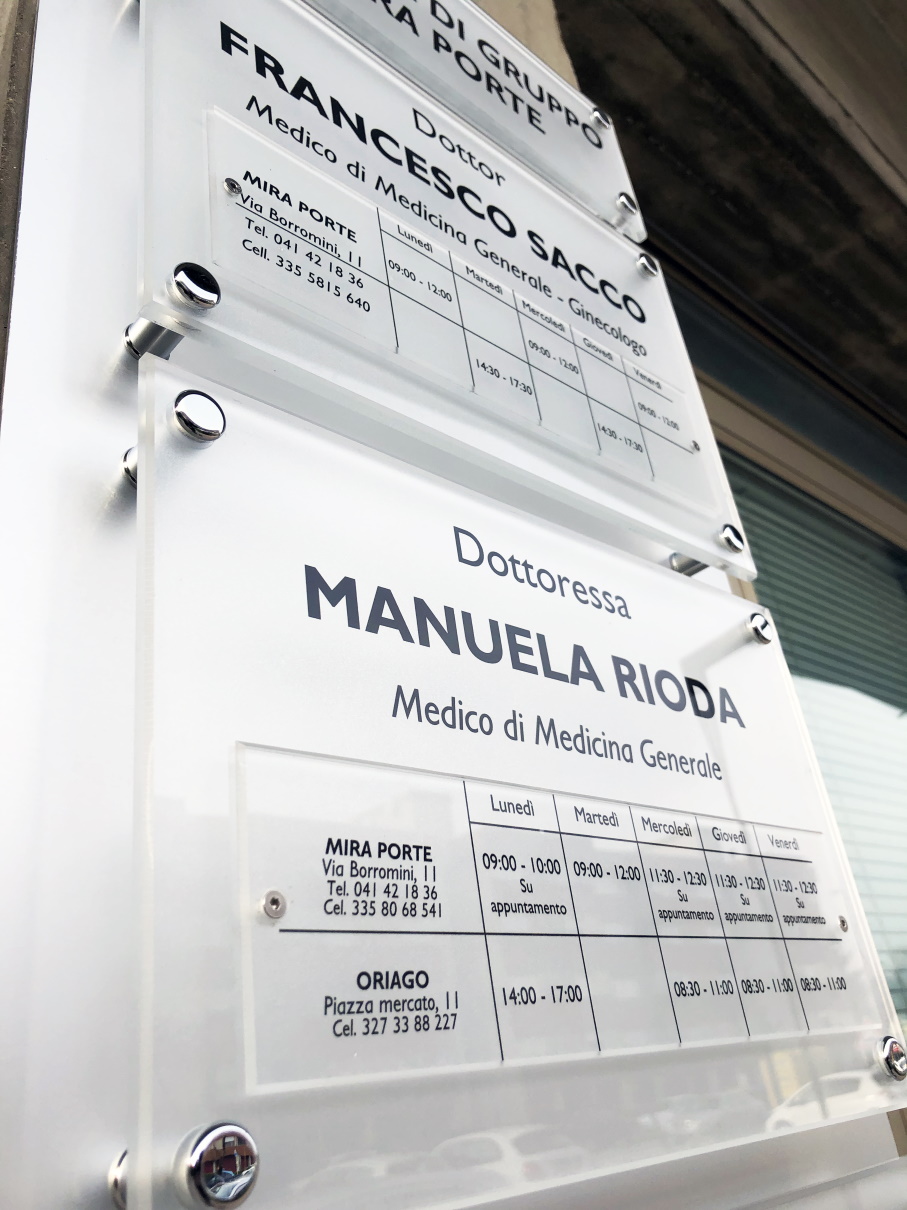 DI GRUPPO
MIRA PORTE
Dottor
FRANCESCO SACCO
Medico di Medicina Generale - Ginecologo
MIRA PORTE
Via Borromini, 11
Tel. 041 42 18 36
Cell. 335 5815 640
Lunedì Martedì Mercoledì Giovedì Venerdì
09:00 - 12:00 09:00 - 12:00 09:00 - 12:00
14:30 - 17:30 14:30 - 17:30
Dottoressa
MANUELA RIODA
Medico di Medicina Generale
Lunedì Martedì Mercoledì Giovedì Venerdì
MIRA PORTE
Via Borromini, 11
Tel. 041 42 18 36
Cel. 335 80 68 541
09:00 - 10:00 09:00 - 12:00 11:30 - 12:30 11:30 - 12:30 11:30 - 12:30
Su Su Su Su
appuntamento appuntamento appuntamento appuntamento
ORIAGO
Piazza mercato, 11
Cel. 327 33 88 227
14:00 - 17:00 08:30 - 11:00 08:30 - 11:00 08:30 - 11:00